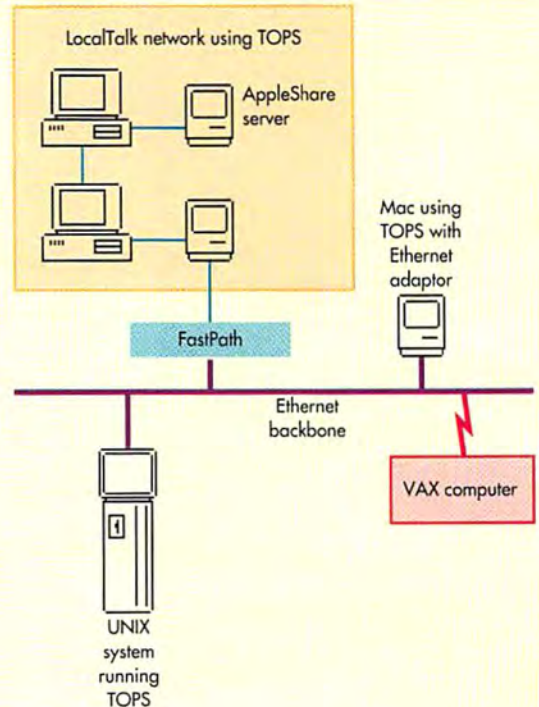 LocalTalk network using TOPS
AppleShare
server
Mac using
TOPS with
Ethernet
adaptor
FastPath
Ethernet
backbone
VAX computer
UNIX
system
running
TOPS